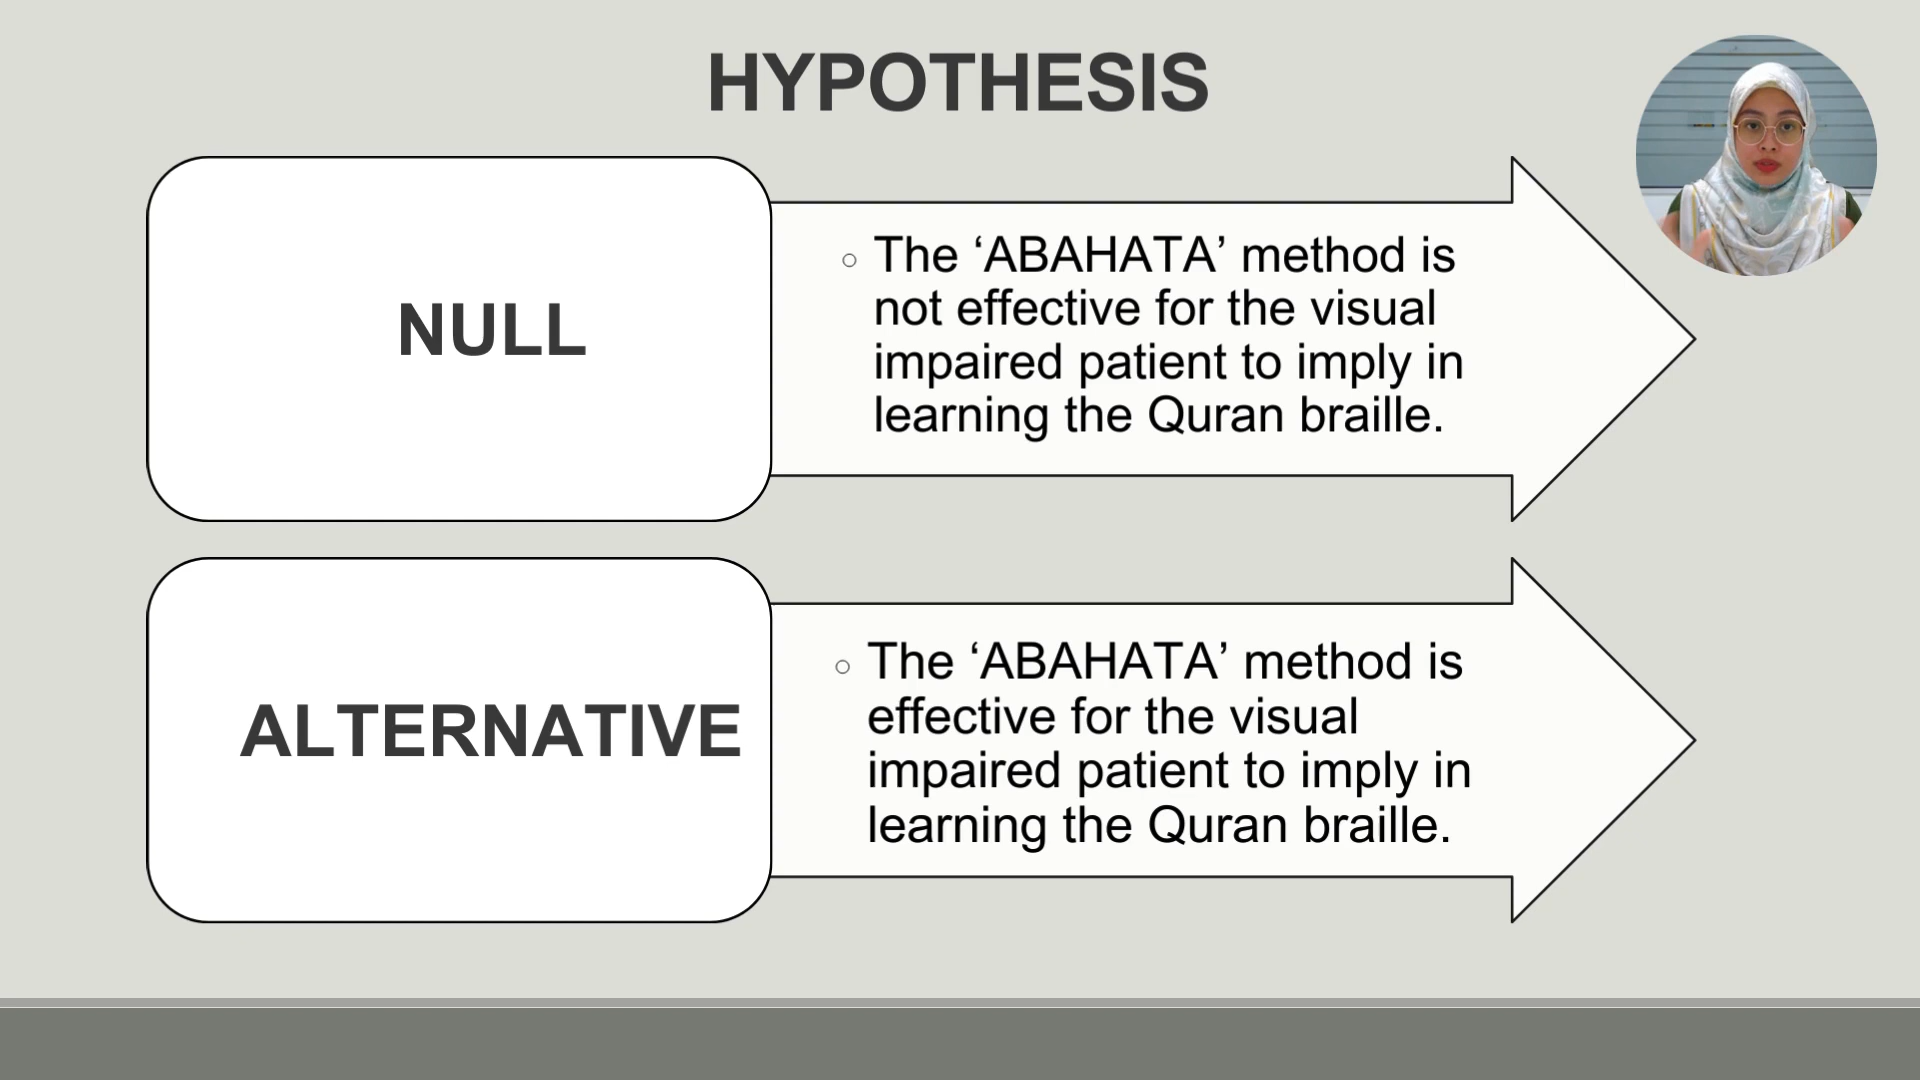 HYPOTHESIS
NULL
The ‘ABAHATA’ method is
not effective for the visual
impaired patient to imply in
learning the Quran braille.
ALTERNATIVE
The ‘ABAHATA’ method is
effective for the visual
impaired patient to imply in
learning the Quran braille.